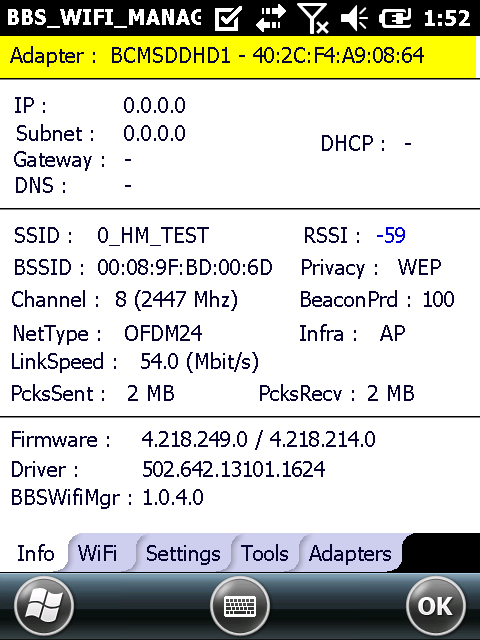 BBS_WIFI_MANAG 1:52
Adapter : BCMSDDHD1 - 40:2C:F4:A9:08:64
IP : 0.0.0.0
Subnet : 0.0.0.0
DHCP : -
Gateway : -
DNS : -
SSID : 0_HM_TEST RSSI : -59
BSSID : 00:08:9F:BD:00:6D Privacy : WEP
Channel : 8 (2447 Mhz) BeaconPrd : 100
NetType : OFDM24 Infra : AP
LinkSpeed : 54.0 (Mbit/s)
PcksSent : 2 MB PcksRecv : 2 MB
Firmware : 4.218.249.0 / 4.218.214.0
Driver : 502.642.13101.1624
BBSWifiMgr : 1.0.4.0
Info WiFi Settings Tools Adapters
OK